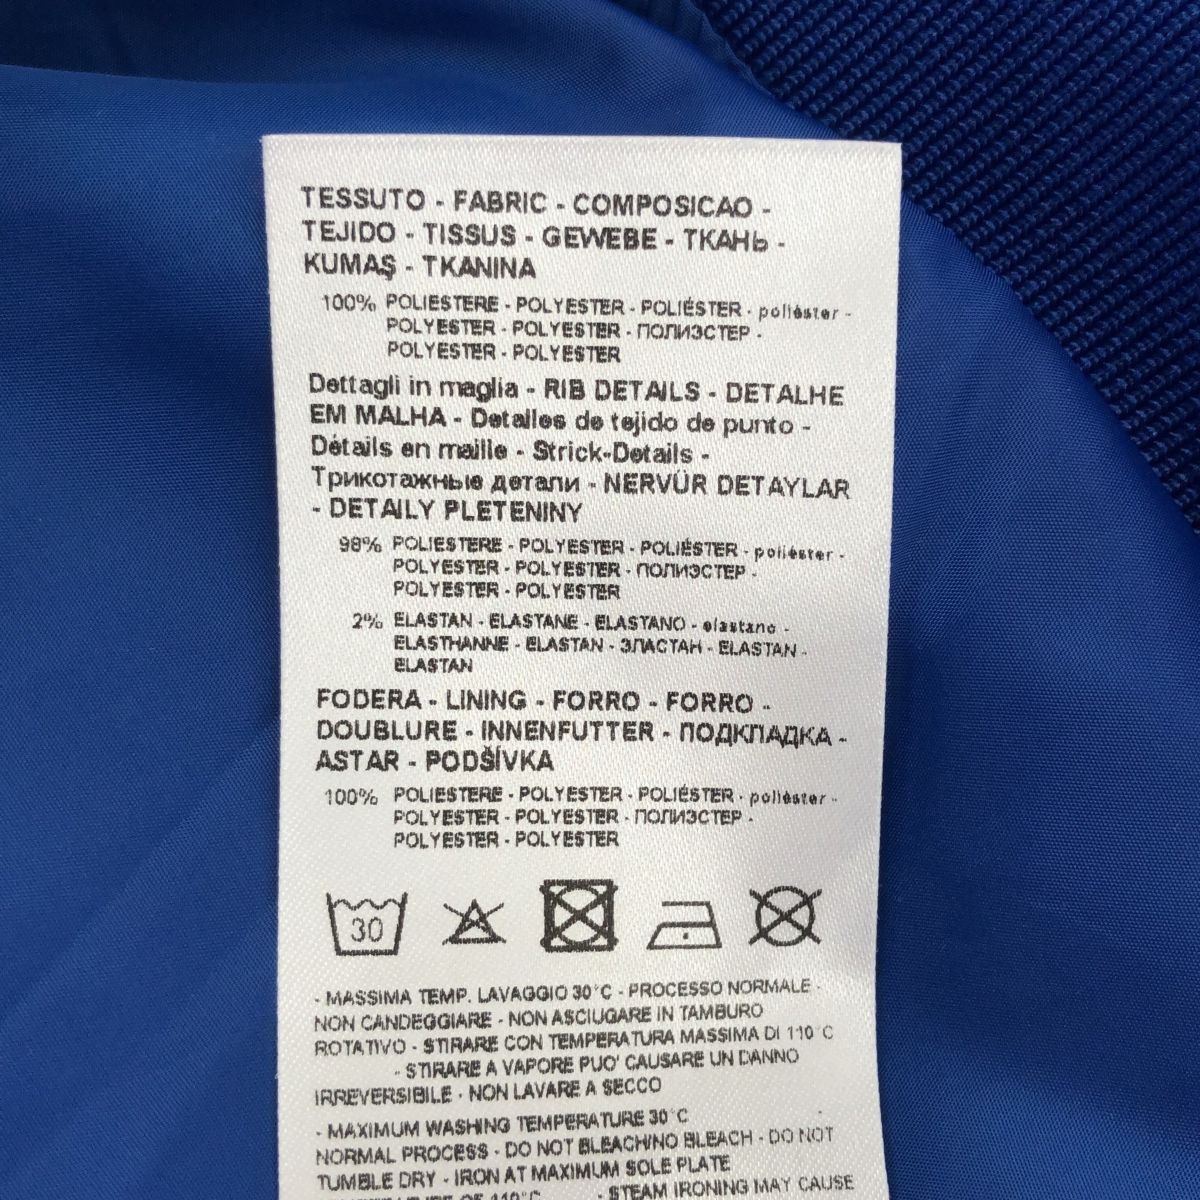 TESSUTO - FABRIC - COMPOSICAO -
TEJIDO - TISSUS - GEWEBE - ТКАНЬ -
KUMAŞ - TKANINA
100% POLIESTERE - POLYESTER - POLIÉSTER - poliéster -
POLYESTER - POLYESTER - ПОЛИЭСТЕР -
POLYESTER - POLYESTER
Dettagli in maglia - RIB DETAILS - DETALHE
EM MALHA - Detalles de tejido de punto -
Détails en maille - Strick-Details -
Трикотажные детали - NERVÜR DETAYLAR
- DETAILY PLETENINY
98% POLIESTERE - POLYESTER - POLIÉSTER - poliéster -
POLYESTER - POLYESTER - ПОЛИЭСТЕР -
POLYESTER - POLYESTER
2% ELASTAN - ELASTANE - ELASTANO - elastano -
ELASTHANNE - ELASTAN - ЭЛАСТАН - ELASTAN -
ELASTAN
FODERA - LINING - FORRO - FORRO -
DOUBLURE - INNENFUTTER - ПОДКЛАДКА -
ASTAR - PODŠÍVKA
100% POLIESTERE - POLYESTER - POLIÉSTER - poliéster -
POLYESTER - POLYESTER - ПОЛИЭСТЕР -
POLYESTER - POLYESTER
30
- MASSIMA TEMP. LAVAGGIO 30°C - PROCESSO NORMALE -
NON CANDEGGIARE - NON ASCIUGARE IN TAMBURO
ROTATIVO - STIRARE CON TEMPERATURA MASSIMA DI 110°C
- STIRARE A VAPORE PUO' CAUSARE UN DANNO
IRREVERSIBILE - NON LAVARE A SECCO
- MAXIMUM WASHING TEMPERATURE 30°C
NORMAL PROCESS - DO NOT BLEACH/NO BLEACH - DO NOT
TUMBLE DRY - IRON AT MAXIMUM SOLE PLATE
OF 110°C - STEAM IRONING MAY CAUSE